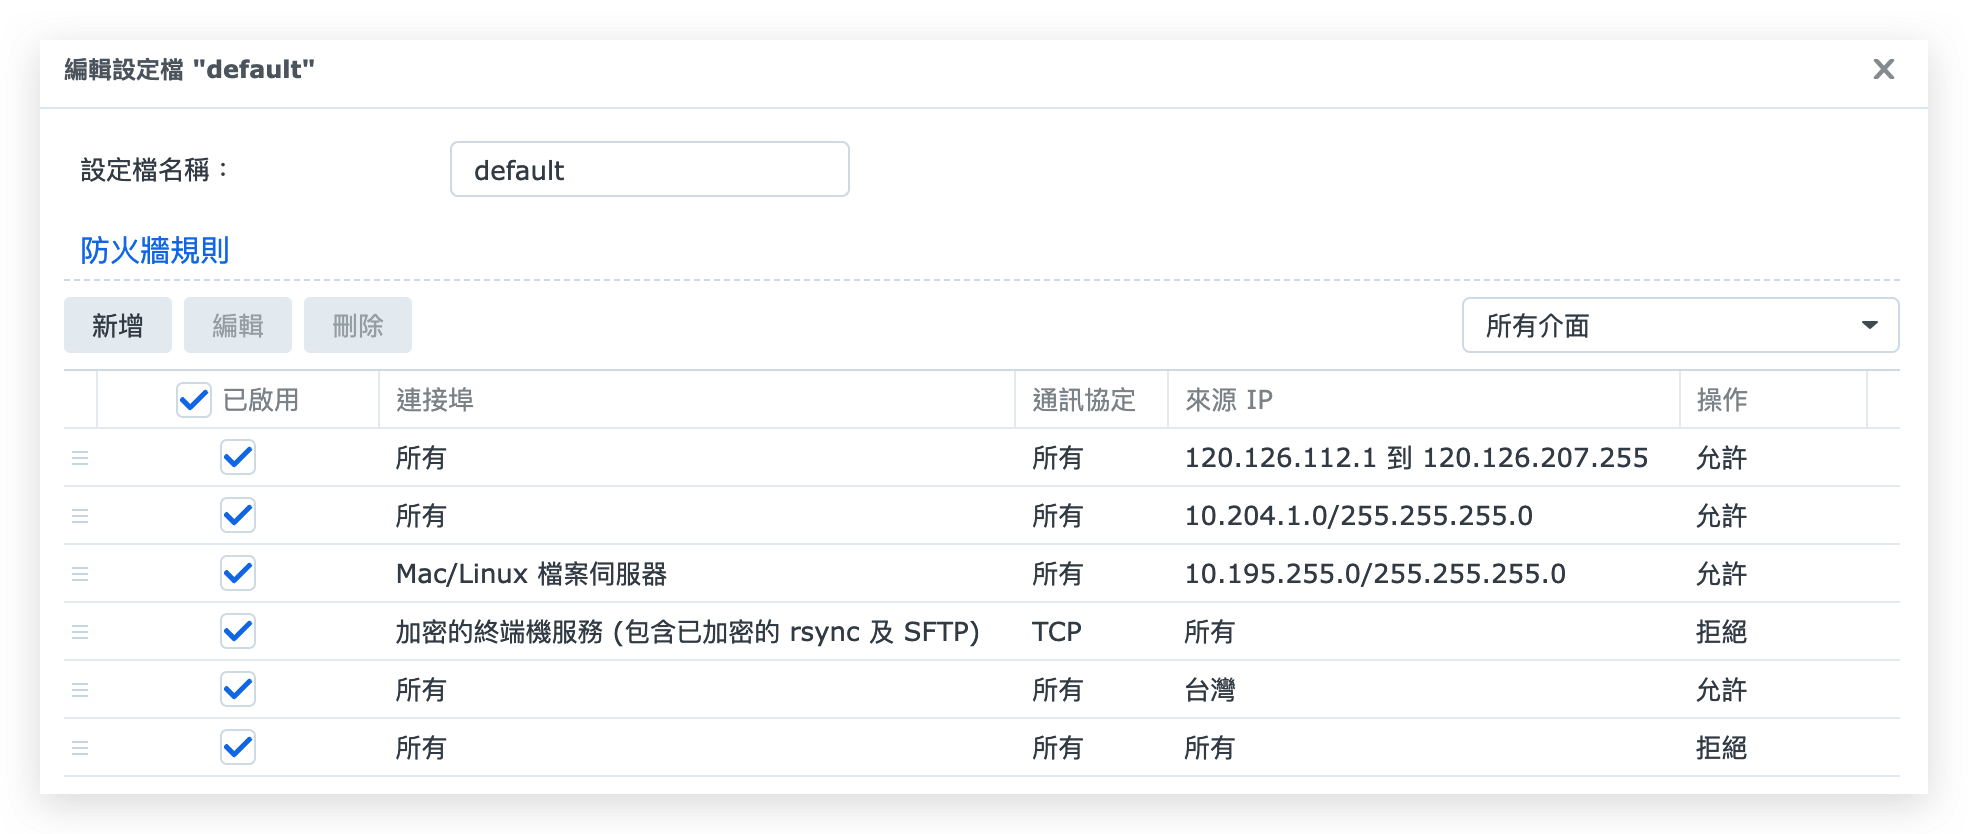 編輯設定檔 "default"
設定檔名稱：
default
防火牆規則
新增 編輯 刪除 所有介面
已啟用 連接埠 通訊協定 來源 IP 操作
所有 所有 120.126.112.1 到 120.126.207.255 允許
所有 所有 10.204.1.0/255.255.255.0 允許
Mac/Linux 檔案伺服器 所有 10.195.255.0/255.255.255.0 允許
加密的終端機服務 (包含已加密的 rsync 及 SFTP) TCP 所有 拒絕
所有 所有 台灣 允許
所有 所有 所有 拒絕